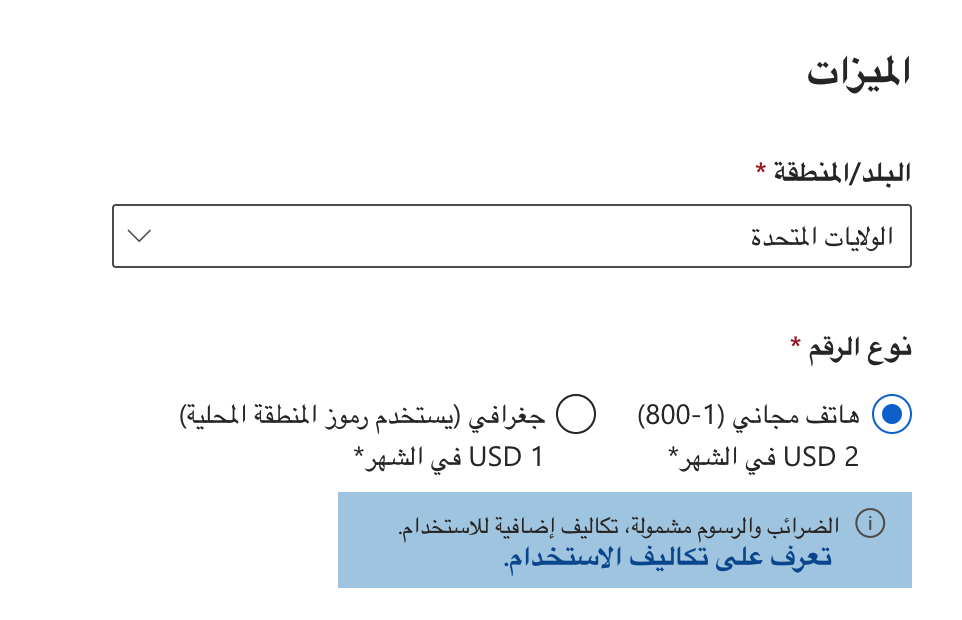 الميزات
البلد/المنطقة *
الولايات المتحدة
نوع الرقم *
هاتف مجاني (1-800)
2 USD في الشهر*
جغرافي (يستخدم رموز المنطقة المحلية)
1 USD في الشهر*
الضرائب والرسوم مشمولة، تكاليف إضافية للاستخدام.
تعرف على تكاليف الاستخدام.